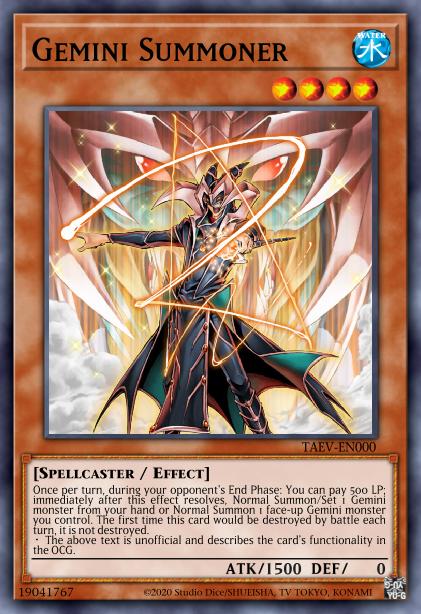 Gemini Summoner
WATER
水
TAEV-EN000
[Spellcaster / Effect]
Once per turn, during your opponent's End Phase: You can pay 500 LP;
immediately after this effect resolves, Normal Summon/Set 1 Gemini
monster from your hand or Normal Summon 1 face-up Gemini monster
you control. The first time this card would be destroyed by battle each
turn, it is not destroyed.
· The above text is unofficial and describes the card's functionality in
the OCG.
ATK/1500 DEF/ 0
19041767 ©2020 Studio Dice/SHUEISHA, TV TOKYO, KONAMI